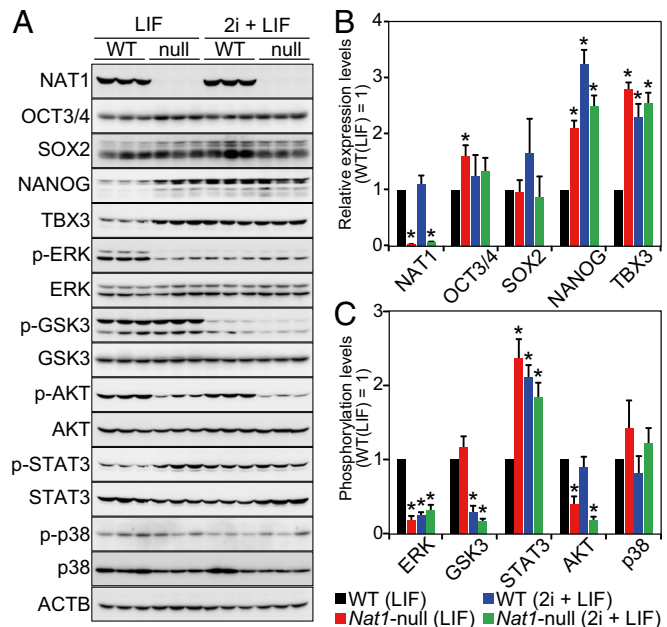 A
LIF 2i + LIF
WT null WT null
NAT1
OCT3/4
SOX2
NANOG
TBX3
p-ERK
ERK
p-GSK3
GSK3
p-AKT
AKT
p-STAT3
STAT3
p-p38
p38
ACTB
B
Relative expression levels
(WT(LIF) = 1)
4
3
2
1
0
* * * * * * * * * *
NAT1 OCT3/4 SOX2 NANOG TBX3
C
Phosphorylation levels
(WT(LIF) = 1)
3
2
1
0
* * * * * * * * * *
ERK GSK3 STAT3 AKT p38
WT (LIF) WT (2i + LIF)
Nat1-null (LIF) Nat1-null (2i + LIF)